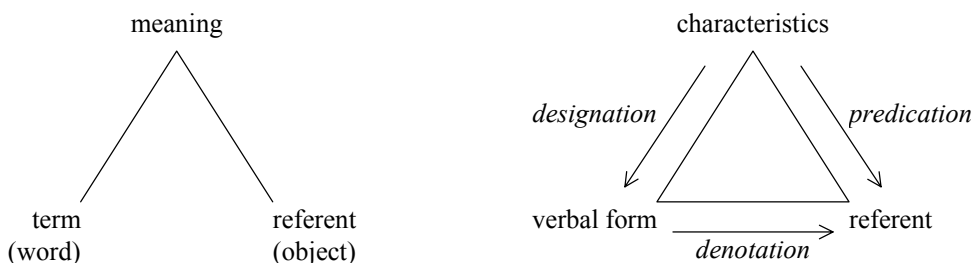 meaning
term
(word)
referent
(object)
characteristics
designation
predication
verbal form
referent
denotation